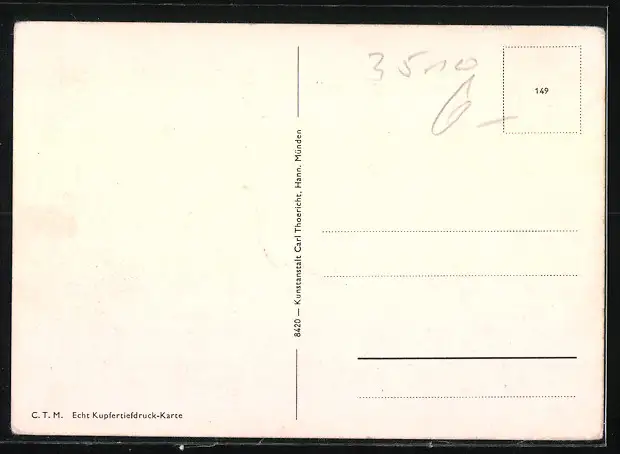 3510
6 –
149
8420 — Kunstanstalt Carl Thoericht, Hann. Münden
C. T. M. Echt Kupfertiefdruck-Karte